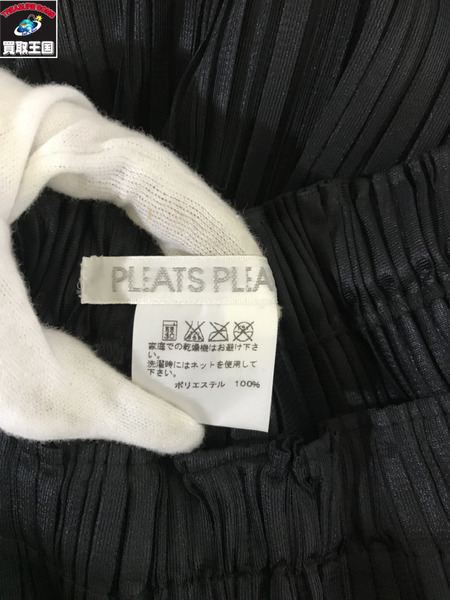 TREASURE MARKET
買取王国
PLEATS PLEA
家庭での乾燥機はお避け下さ
い。
洗濯時にはネットを使用して
下さい。
ポリエステル 100%